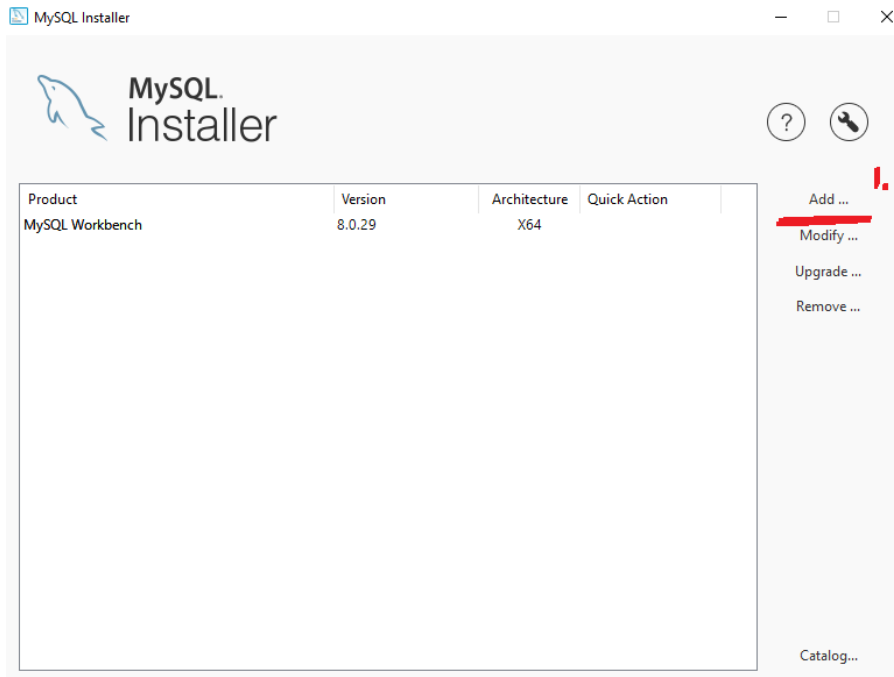 MySQL Installer
MySQL.
Installer
?
1.
Product Version Architecture Quick Action
MySQL Workbench 8.0.29 X64
Add ...
Modify ...
Upgrade ...
Remove ...
Catalog...